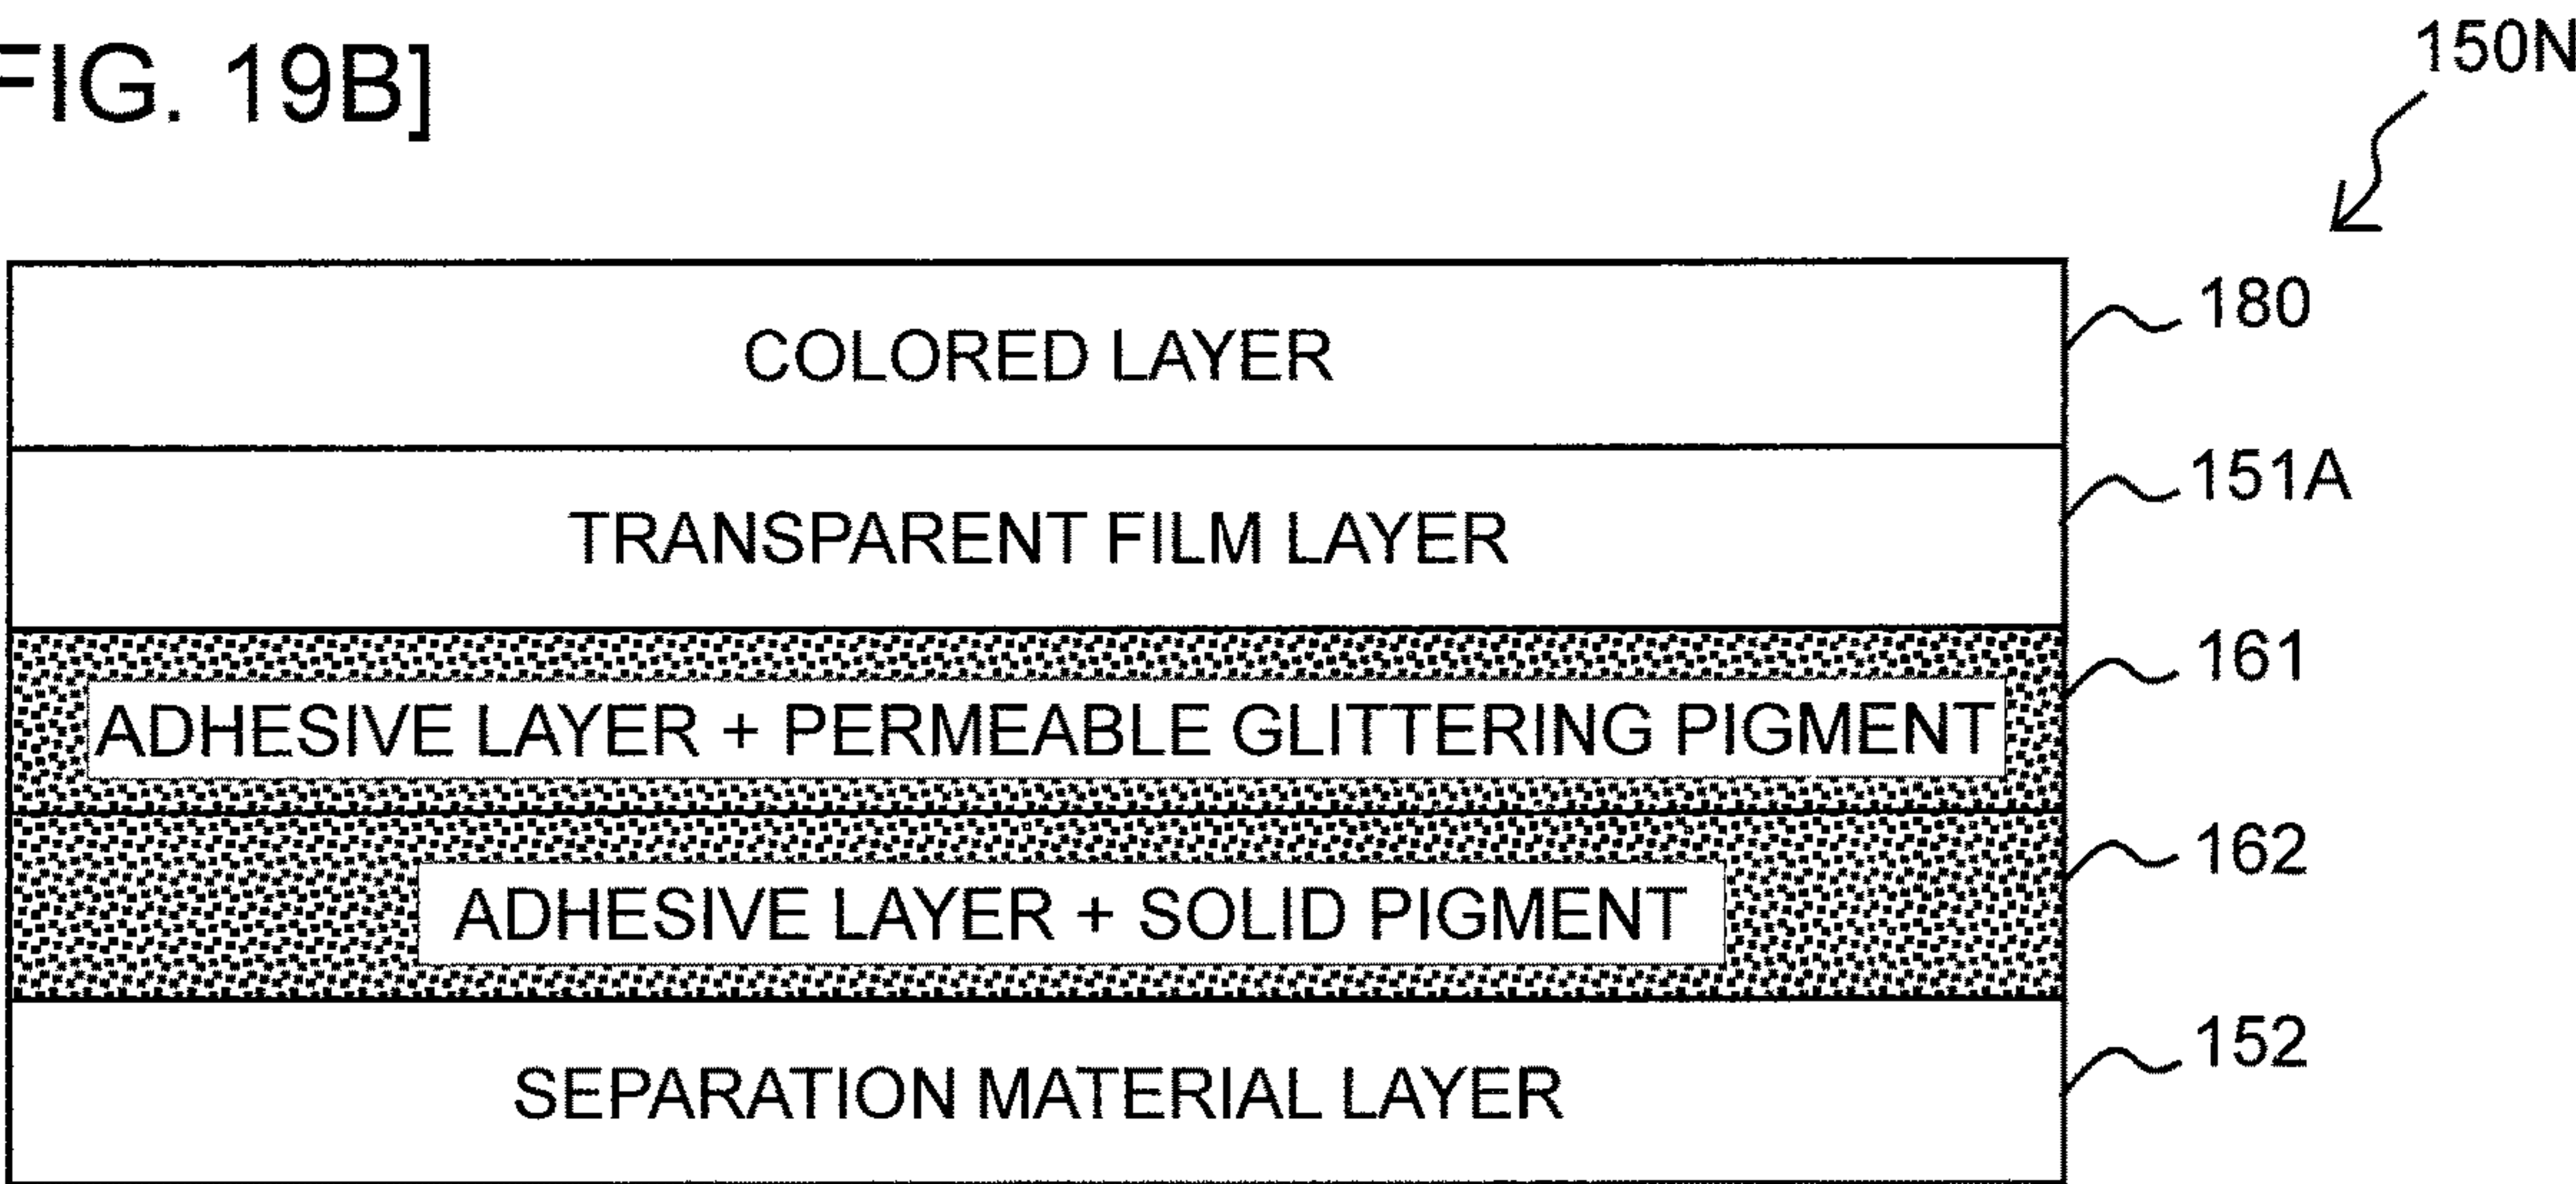 FIG. 19B]
150N
COLORED LAYER
180
TRANSPARENT FILM LAYER
151A
ADHESIVE LAYER + PERMEABLE GLITTERING PIGMENT
161
ADHESIVE LAYER + SOLID PIGMENT
162
SEPARATION MATERIAL LAYER
152